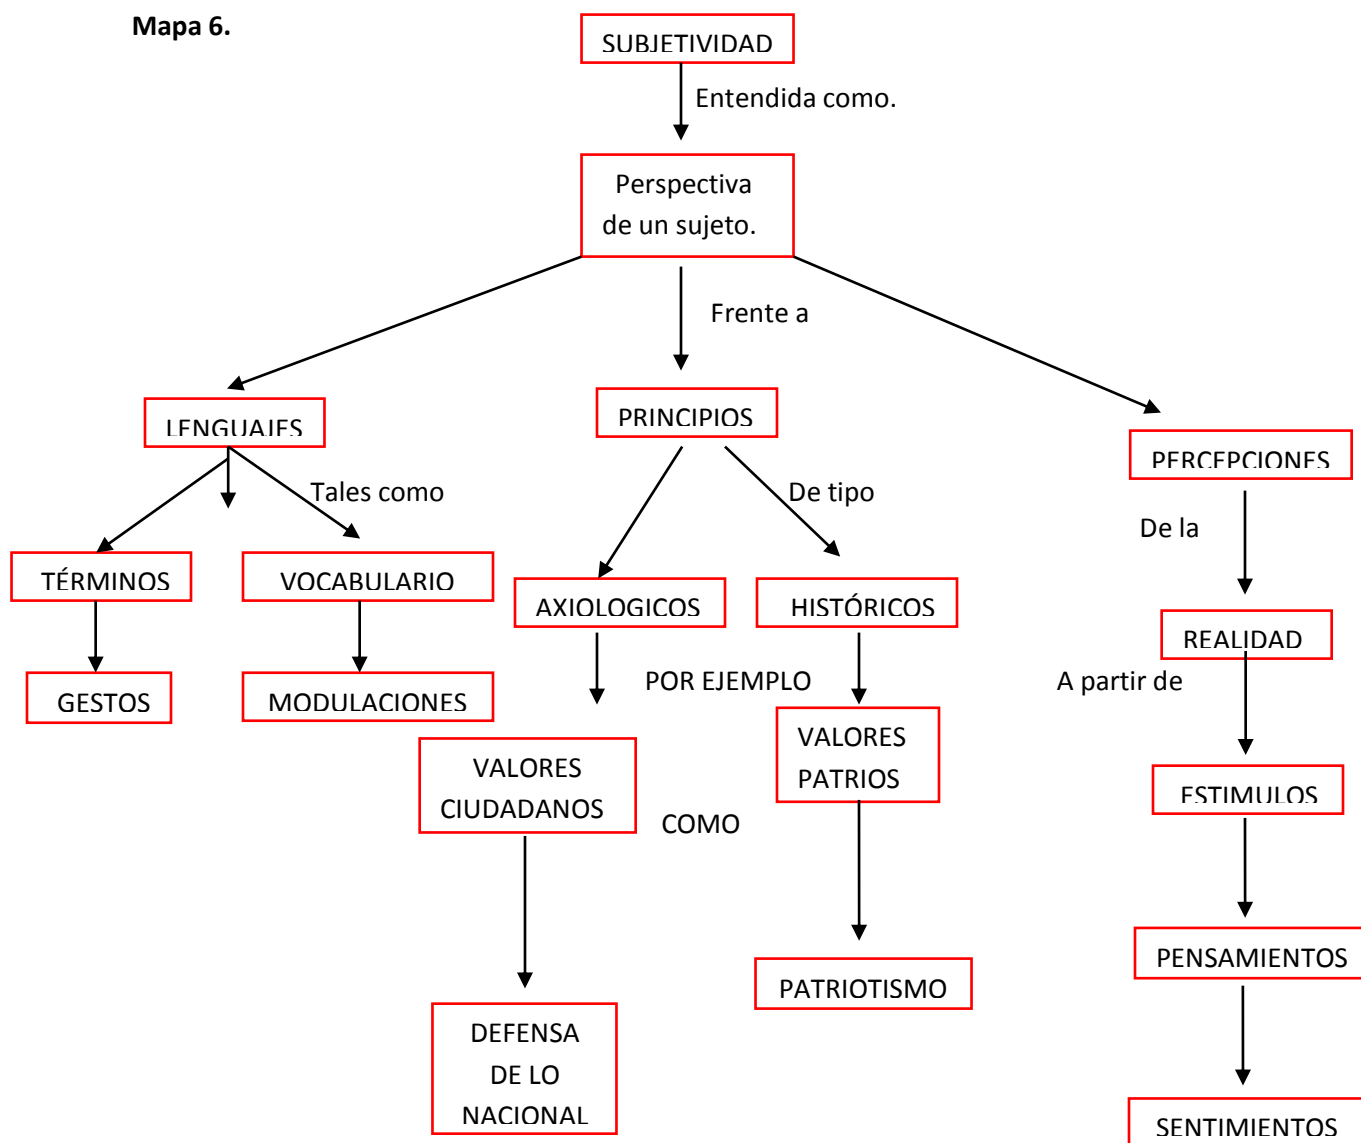 Mapa 6.
SUBJETIVIDAD
Entendida como.
Perspectiva
de un sujeto.
Frente a
LENGUAJES
PRINCIPIOS
PERCEPCIONES
Tales como
De tipo
De la
TÉRMINOS
VOCABULARIO
AXIOLOGICOS
HISTÓRICOS
REALIDAD
GESTOS
MODULACIONES
POR EJEMPLO
A partir de
VALORES
CIUDADANOS
VALORES
PATRIOS
ESTIMULOS
COMO
PENSAMIENTOS
PATRIOTISMO
DEFENSA
DE LO
NACIONAL
SENTIMIENTOS